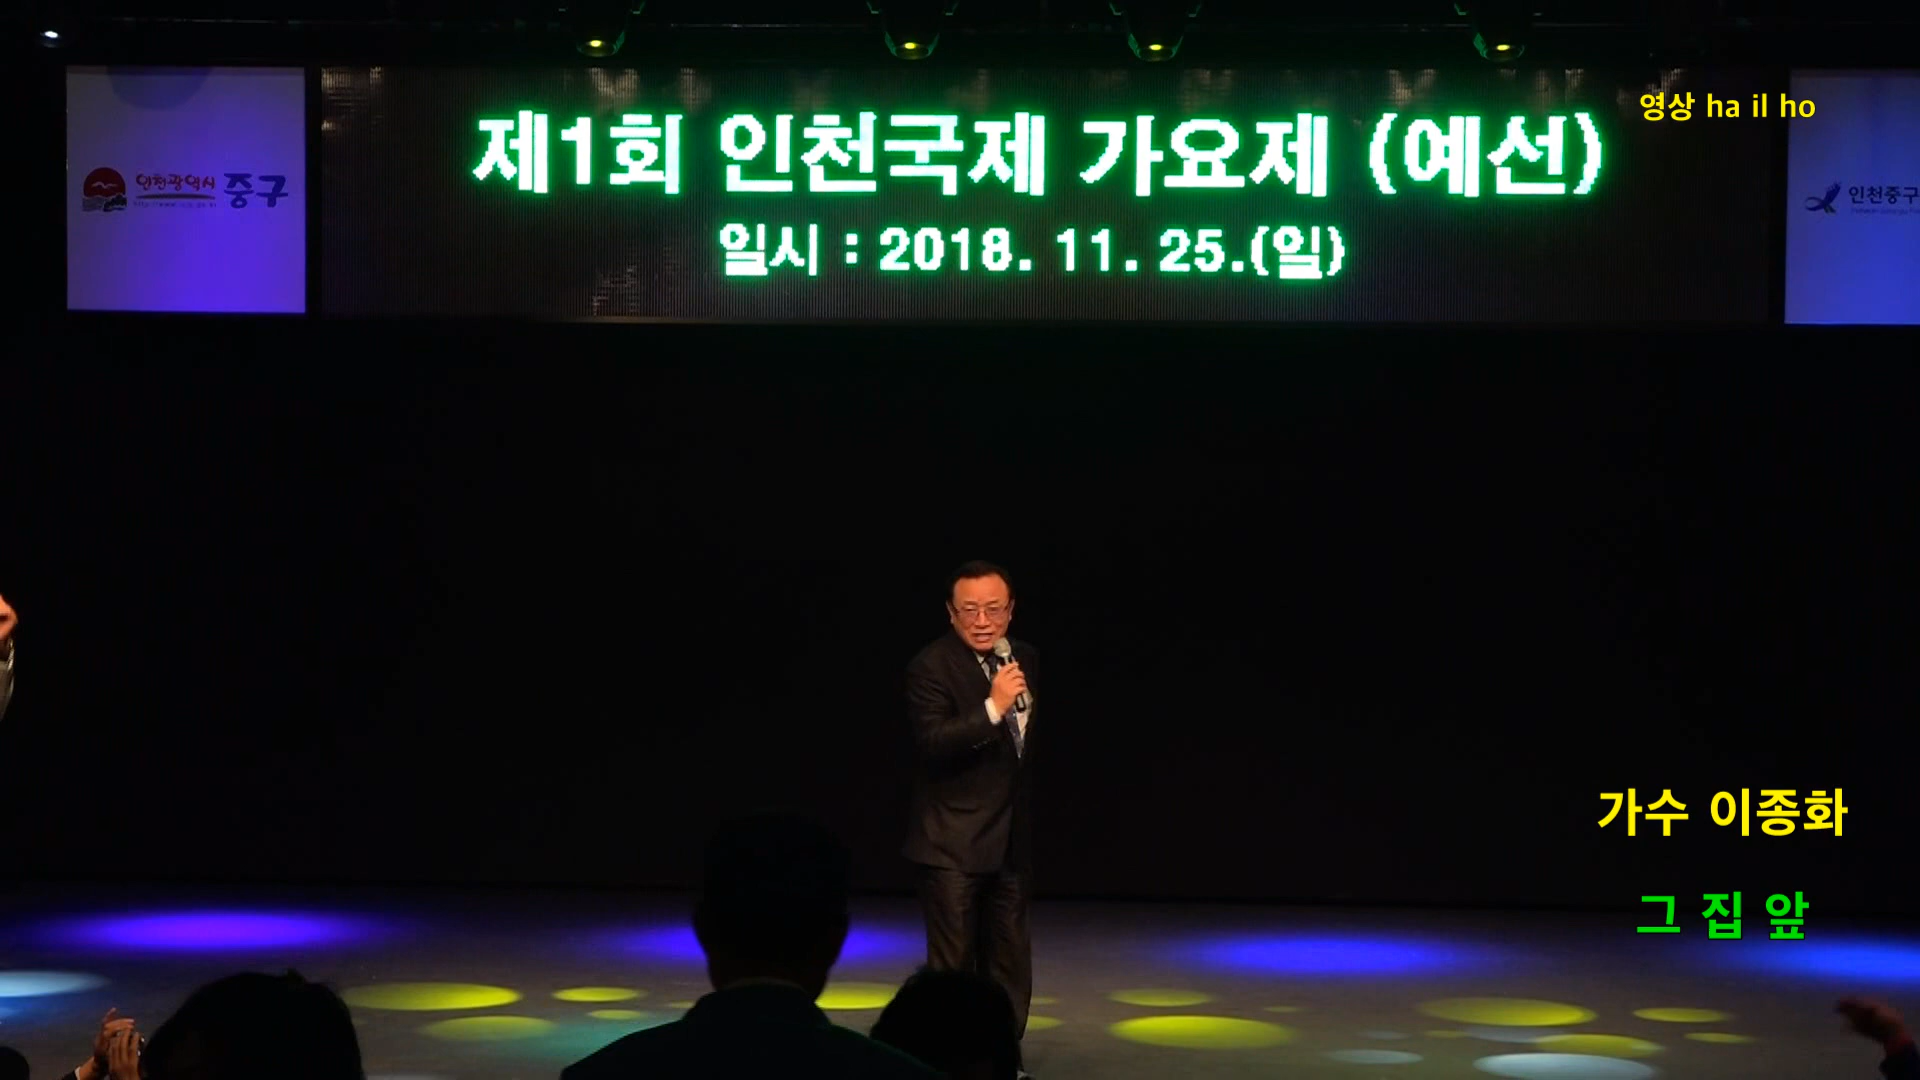 영상 ha il ho
제1회 인천국제 가요제 (예선)
인천광역시 중구
인천중구
일시 : 2018. 11. 25.(일)
가수 이종화
그 집 앞